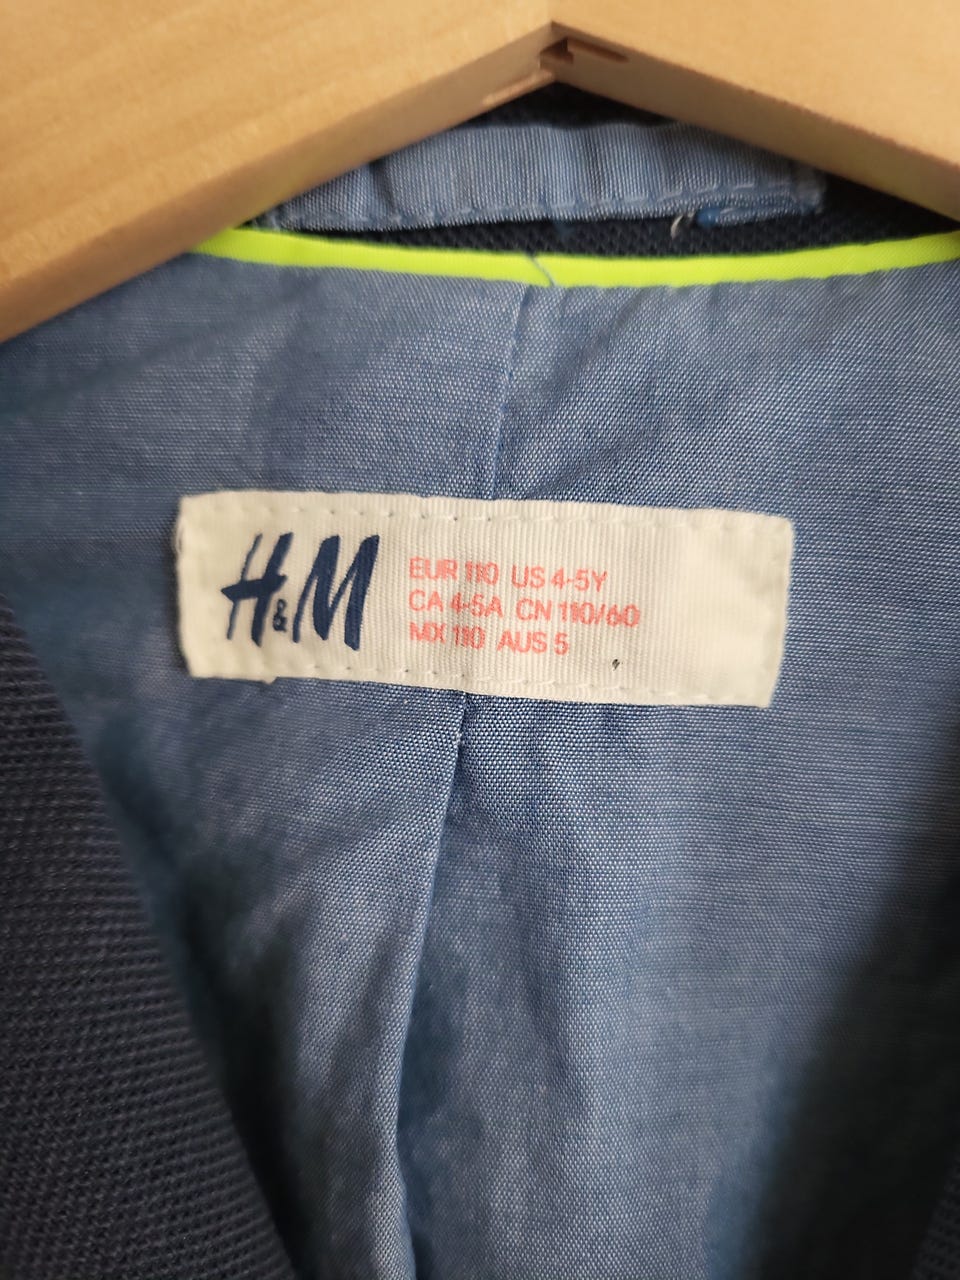 H&M
EUR 110 US 4-5Y
CA 4-5A CN 110/60
MX 110 AUS 5